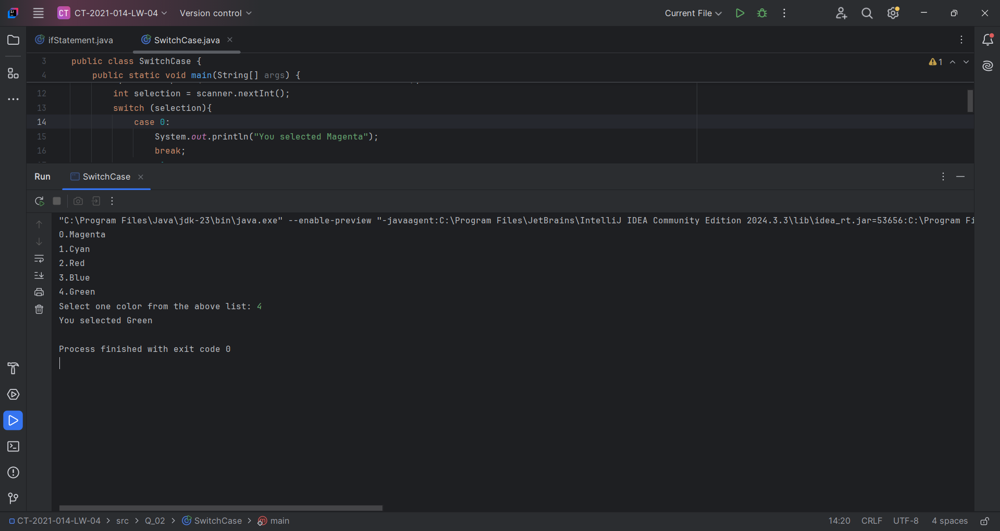 CT CT-2021-014-LW-04 Version control Current File
ifStatement.java SwitchCase.java
3 public class SwitchCase {
4 public static void main(String[] args) {
1
12 int selection = scanner.nextInt();
13 switch (selection){
14 case 0:
15 System.out.println("You selected Magenta");
16 break;
Run SwitchCase
"C:\Program Files\Java\jdk-23\bin\java.exe" --enable-preview "-javaagent:C:\Program Files\JetBrains\IntelliJ IDEA Community Edition 2024.3.3\lib\idea_rt.jar=53656:C:\Program Fi
0.Magenta
1.Cyan
2.Red
3.Blue
4.Green
Select one color from the above list: 4
You selected Green
Process finished with exit code 0
CT-2021-014-LW-04 > src > Q_02 > SwitchCase > main 14:20 CRLF UTF-8 4 spaces